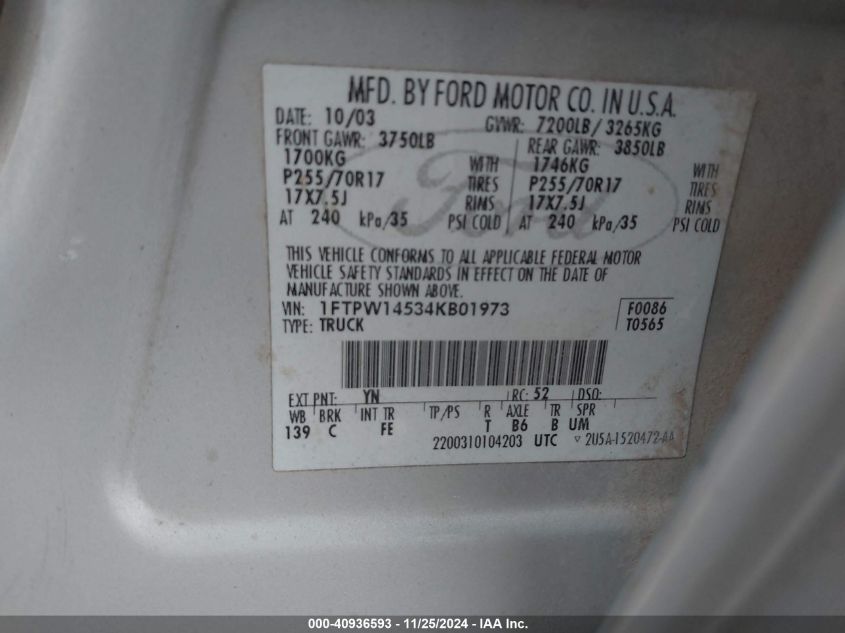 MFD. BY FORD MOTOR CO. IN U.S.A.
DATE: 10/03 GVWR: 7200LB/ 3265KG
FRONT GAWR: 3750LB REAR GAWR: 3850LB
1700KG WITH 1746KG WITH
P255/70R17 TIRES P255/70R17 TIRES
17X7.5J RIMS 17X7.5J RIMS
AT 240 kPa/35 PSI COLD AT 240 kPa/35 PSI COLD
Ford
THIS VEHICLE CONFORMS TO ALL APPLICABLE FEDERAL MOTOR
VEHICLE SAFETY STANDARDS IN EFFECT ON THE DATE OF
MANUFACTURE SHOWN ABOVE.
VIN: 1FTPW14534KB01973 F0086
TYPE: TRUCK T0565
EXT PNT: YN RC: 52 DSO:
WB BRK INT TR TP/PS R AXLE TR SPR
139 C FE T B6 B UM
2200310104203 UTC ▽ 2U5A-1520472-AA
000-40936593 - 11/25/2024 - IAA Inc.